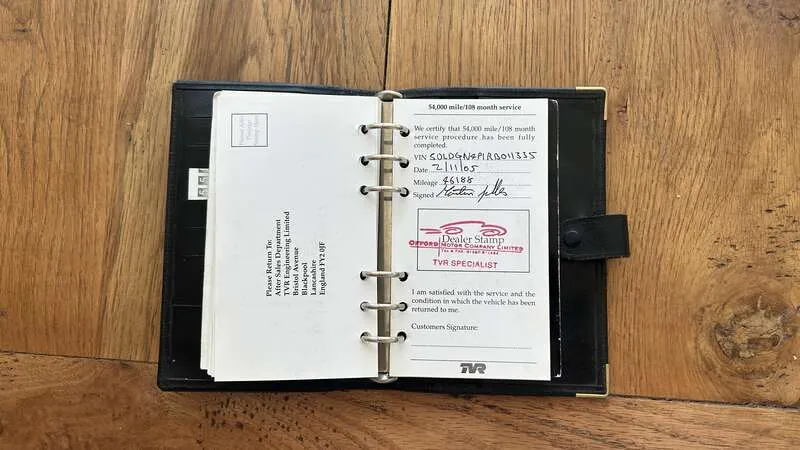 Please Return To:
After Sales Department
TVR Engineering Limited
Bristol Avenue
Blackpool
Lancashire
England FY2 0JF
54,000 mile/108 month service
We certify that 54,000 mile/108 month
service procedure has been fully
completed.
VIN SDLDGN4P1RB011335
Date 2/11/05
Mileage 46188
Signed
Dealer Stamp
OXFORD MOTOR COMPANY LIMITED
TVR SPECIALIST
I am satisfied with the service and the
condition in which the vehicle has been
returned to me.
Customers Signature:
TVR